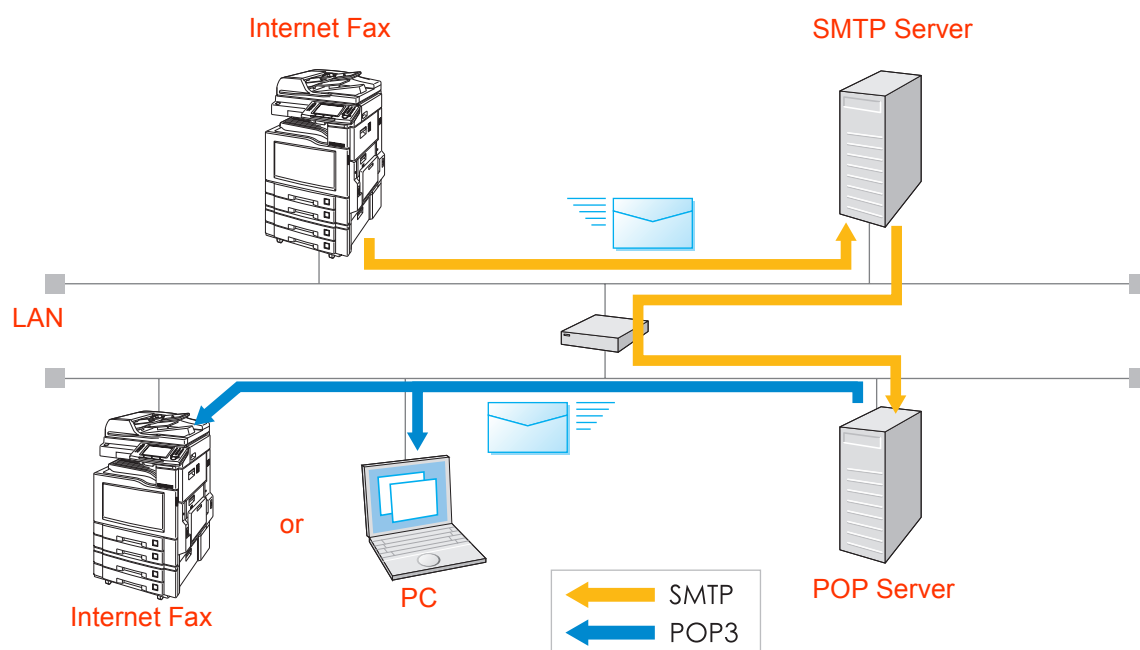 Internet Fax
SMTP Server
LAN
or
Internet Fax
PC
POP Server
SMTP
POP3